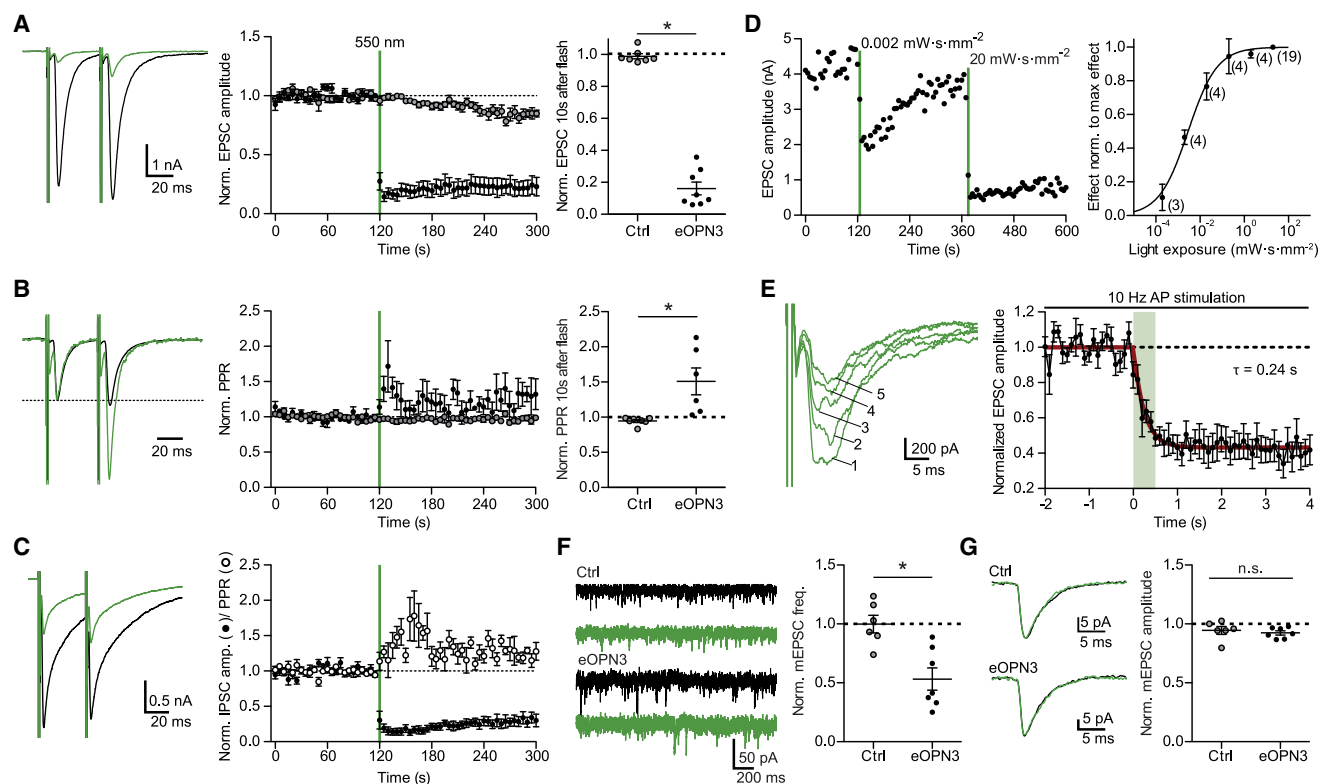 A
1 nA
20 ms
Norm. EPSC amplitude
1.5
1.0
0.5
0.0
550 nm
0
60
120
180
240
300
Time (s)
Norm. EPSC 10s after flash
*
1.0
0.8
0.6
0.4
0.2
0.0
Ctrl
eOPN3
D
EPSC amplitude (nA)
5
4
3
2
1
0
0.002 mW·s·mm⁻²
20 mW·s·mm⁻²
0
120
240
360
480
600
Time (s)
Effect norm. to max effect
1.0
0.8
0.6
0.4
0.2
0.0
(3)
(4)
(4)
(4)
(4)
(19)
10⁻⁴
10⁻²
10⁰
10²
Light exposure (mW·s·mm⁻²)
B
20 ms
Norm. PPR
2.5
2.0
1.5
1.0
0.5
0.0
0
60
120
180
240
300
Time (s)
Norm. PPR 10s after flash
*
2.5
2.0
1.5
1.0
0.5
0.0
Ctrl
eOPN3
E
1
2
3
4
5
200 pA
5 ms
10 Hz AP stimulation
Normalized EPSC amplitude
1.2
1.0
0.8
0.6
0.4
0.2
τ = 0.24 s
-2
-1
0
1
2
3
4
Time (s)
C
0.5 nA
20 ms
Norm. IPSC amp. (●)/ PPR (○)
2.5
2.0
1.5
1.0
0.5
0.0
0
60
120
180
240
300
Time (s)
F
Ctrl
eOPN3
50 pA
200 ms
Norm. mEPSC freq.
*
1.5
1.0
0.5
0.0
Ctrl
eOPN3
G
Ctrl
5 pA
5 ms
eOPN3
5 pA
5 ms
Norm. mEPSC amplitude
n.s.
1.5
1.0
0.5
0.0
Ctrl
eOPN3